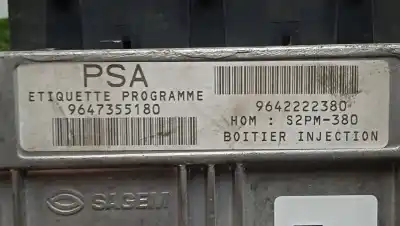 PSA
ETIQUETTE PROGRAMME
9647355180
9642222380
HOM : S2PM-380
BOITIER INJECTION
SAGEM